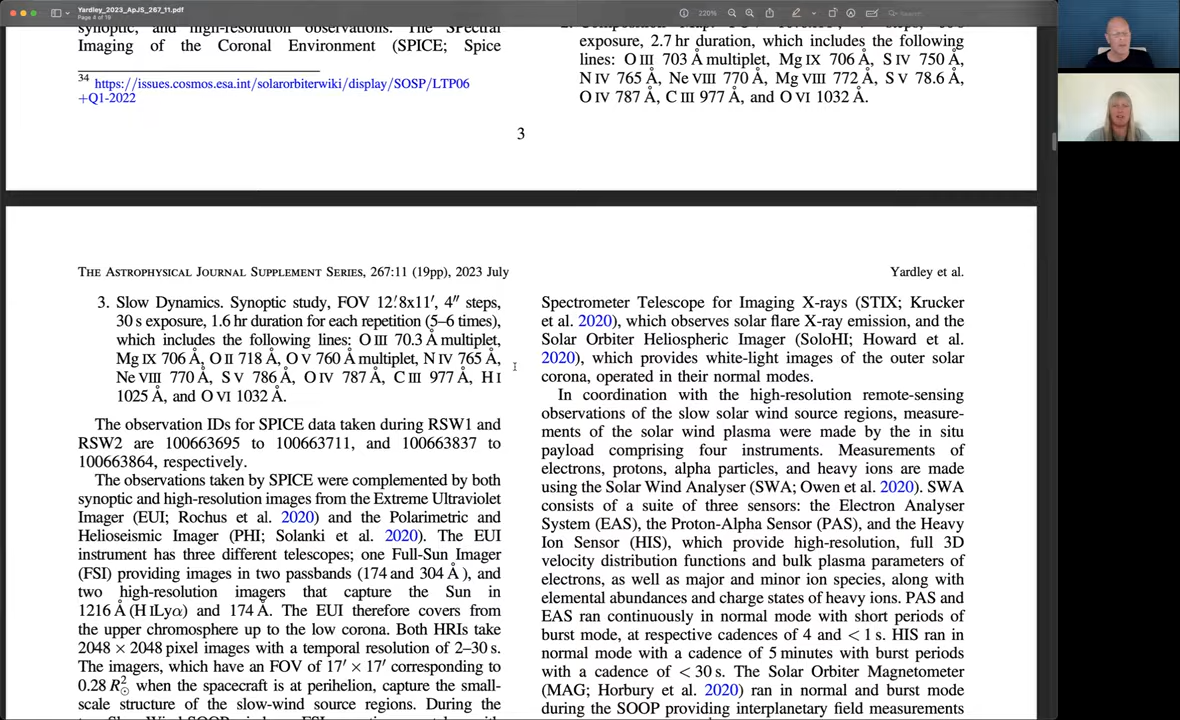 Yardley_2023_ApJS_267_11.pdf
Page 4 of 19
220%
Search
synoptic, and high-resolution observations. The SPectral
Imaging of the Coronal Environment (SPICE; Spice
34 https://issues.cosmos.esa.int/solarorbiterwiki/display/SOSP/LTP06
+Q1-2022
exposure, 2.7 hr duration, which includes the following
lines: O III 703 Å multiplet, Mg IX 706 Å, S IV 750 Å,
N IV 765 Å, Ne VIII 770 Å, Mg VIII 772 Å, S V 78.6 Å,
O IV 787 Å, C III 977 Å, and O VI 1032 Å.
3
THE ASTROPHYSICAL JOURNAL SUPPLEMENT SERIES, 267:11 (19pp), 2023 July
Yardley et al.
3. Slow Dynamics. Synoptic study, FOV 12.′8x11′, 4″ steps,
30 s exposure, 1.6 hr duration for each repetition (5–6 times),
which includes the following lines: O III 70.3 Å multiplet,
Mg IX 706 Å, O II 718 Å, O V 760 Å multiplet, N IV 765 Å,
Ne VIII 770 Å, S V 786 Å, O IV 787 Å, C III 977 Å, H I
1025 Å, and O VI 1032 Å.
The observation IDs for SPICE data taken during RSW1 and
RSW2 are 100663695 to 100663711, and 100663837 to
100663864, respectively.
The observations taken by SPICE were complemented by both
synoptic and high-resolution images from the Extreme Ultraviolet
Imager (EUI; Rochus et al. 2020) and the Polarimetric and
Helioseismic Imager (PHI; Solanki et al. 2020). The EUI
instrument has three different telescopes; one Full-Sun Imager
(FSI) providing images in two passbands (174 and 304 Å), and
two high-resolution imagers that capture the Sun in
1216 Å (H I Lyα) and 174 Å. The EUI therefore covers from
the upper chromosphere up to the low corona. Both HRIs take
2048 × 2048 pixel images with a temporal resolution of 2–30 s.
The imagers, which have an FOV of 17′ × 17′ corresponding to
0.28 R²☉ when the spacecraft is at perihelion, capture the small-
scale structure of the slow-wind source regions. During the
Spectrometer Telescope for Imaging X-rays (STIX; Krucker
et al. 2020), which observes solar flare X-ray emission, and the
Solar Orbiter Heliospheric Imager (SoloHI; Howard et al.
2020), which provides white-light images of the outer solar
corona, operated in their normal modes.
In coordination with the high-resolution remote-sensing
observations of the slow solar wind source regions, measure-
ments of the solar wind plasma were made by the in situ
payload comprising four instruments. Measurements of
electrons, protons, alpha particles, and heavy ions are made
using the Solar Wind Analyser (SWA; Owen et al. 2020). SWA
consists of a suite of three sensors: the Electron Analyser
System (EAS), the Proton-Alpha Sensor (PAS), and the Heavy
Ion Sensor (HIS), which provide high-resolution, full 3D
velocity distribution functions and bulk plasma parameters of
electrons, as well as major and minor ion species, along with
elemental abundances and charge states of heavy ions. PAS and
EAS ran continuously in normal mode with short periods of
burst mode, at respective cadences of 4 and < 1 s. HIS ran in
normal mode with a cadence of 5 minutes with burst periods
with a cadence of < 30 s. The Solar Orbiter Magnetometer
(MAG; Horbury et al. 2020) ran in normal and burst mode
during the SOOP providing interplanetary field measurements